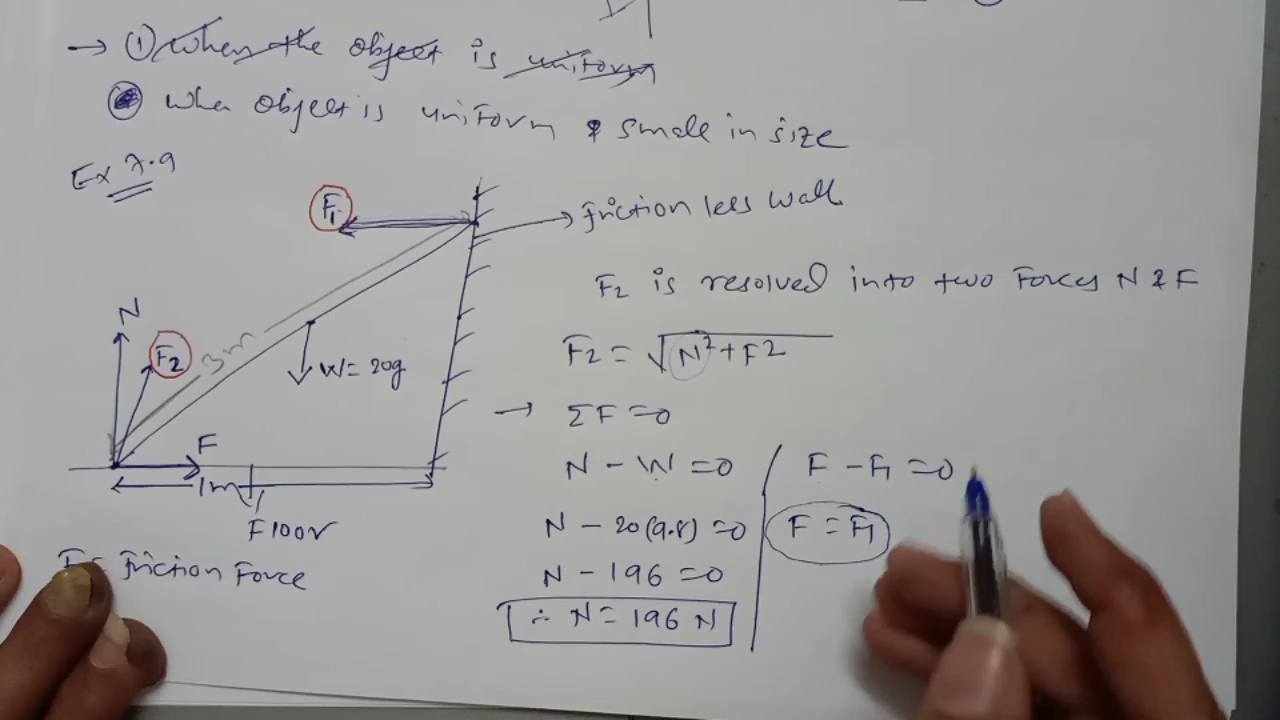 → ① When the object is uniform
When object is uniform & small in size
Ex 7.9
F₁
→ friction less wall
F₂ is resolved into two Forces N & F
N
F₂
3m
W = 20g
F₂ = √N²+F2
→ ΣF = 0
F
1m
N - W = 0
F - F₁ = 0
Floor
N - 20(9.8) = 0
F = F₁
F = Friction Force
N - 196 = 0
∴ N = 196 N